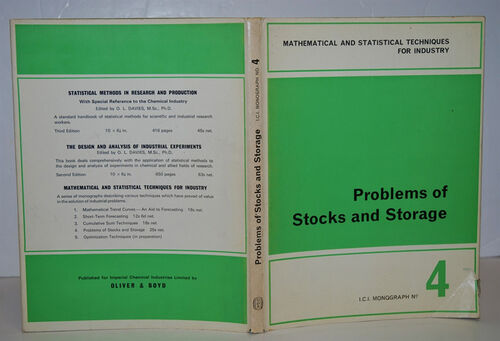 STATISTICAL METHODS IN RESEARCH AND PRODUCTION
With Special Reference to the Chemical Industry
Edited by O. L. DAVIES, M.Sc., Ph.D.
A standard handbook of statistical methods for scientific and industrial research
workers.
Third Edition 10 × 6¼ in. 416 pages 45s net.
THE DESIGN AND ANALYSIS OF INDUSTRIAL EXPERIMENTS
Edited by O. L. DAVIES, M.Sc., Ph.D.
This book deals comprehensively with the application of statistical methods to
the design and analysis of experiments in chemical and allied fields of research.
Second Edition 10 × 6¼ in. 650 pages 63s net.
MATHEMATICAL AND STATISTICAL TECHNIQUES FOR INDUSTRY
A series of monographs describing various techniques which have proved of value
in the solution of industrial problems.
1. Mathematical Trend Curves—An Aid to Forecasting net.
2. Short-Term Forecasting 12s 6d net.
3. Cumulative Sum Techniques net.
4. Problems of Stocks and Storage 25s net.
5. Optimization Techniques (in preparation)
Published for Imperial Chemical Industries Limited by
OLIVER & BOYD
Problems of Stocks and Storage I.C.I. MONOGRAPH NO 4
MATHEMATICAL AND STATISTICAL TECHNIQUES
FOR INDUSTRY
Problems of
Stocks and Storage
I.C.I. MONOGRAPH Nº 4